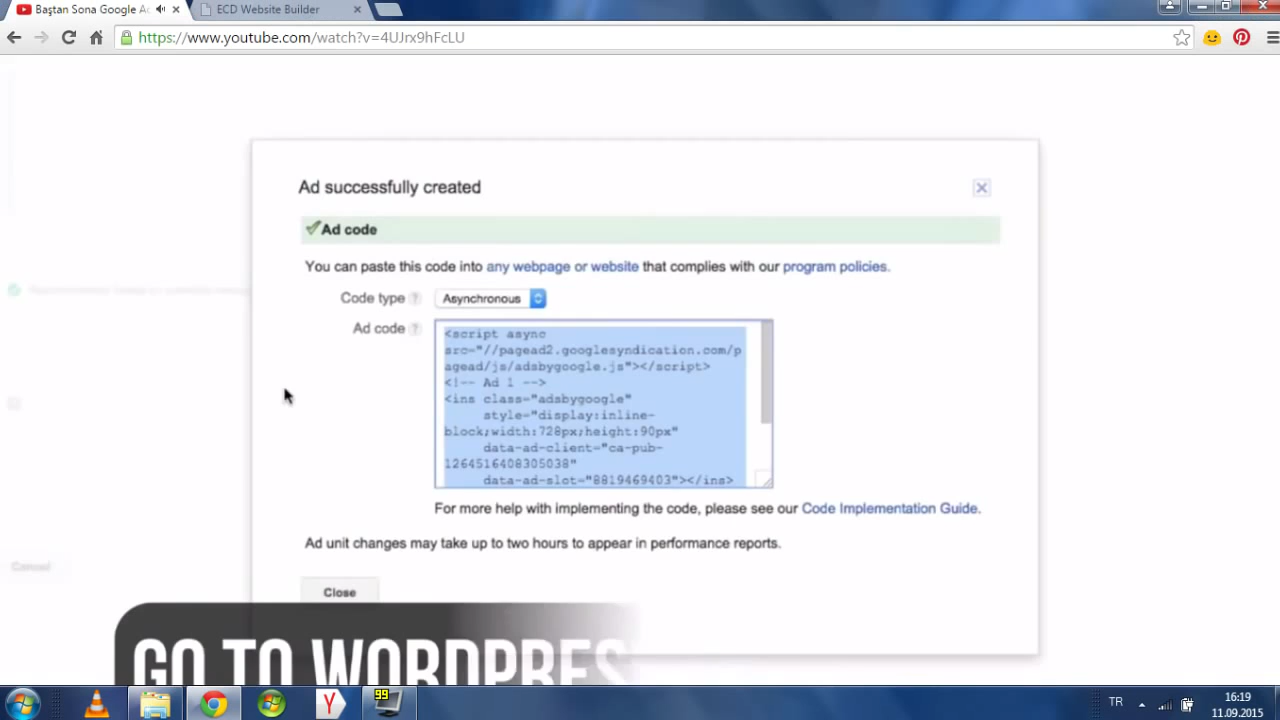 Baştan Sona Google Ad
ECD Website Builder
https://www.youtube.com/watch?v=4UJrx9hFcLU
Ad successfully created
Ad code
You can paste this code into any webpage or website that complies with our program policies.
Code type ? Asynchronous
Ad code ?
<script async
src="//pagead2.googlesyndication.com/p
agead/js/adsbygoogle.js"></script>
<!-- Ad 1 -->
<ins class="adsbygoogle"
style="display:inline-
block;width:728px;height:90px"
data-ad-client="ca-pub-
1264516408305038"
data-ad-slot="8819469403"></ins>
For more help with implementing the code, please see our Code Implementation Guide.
Ad unit changes may take up to two hours to appear in performance reports.
Cancel
Close
GO TO WORDPRES
99
TR
16:19
11.09.2015